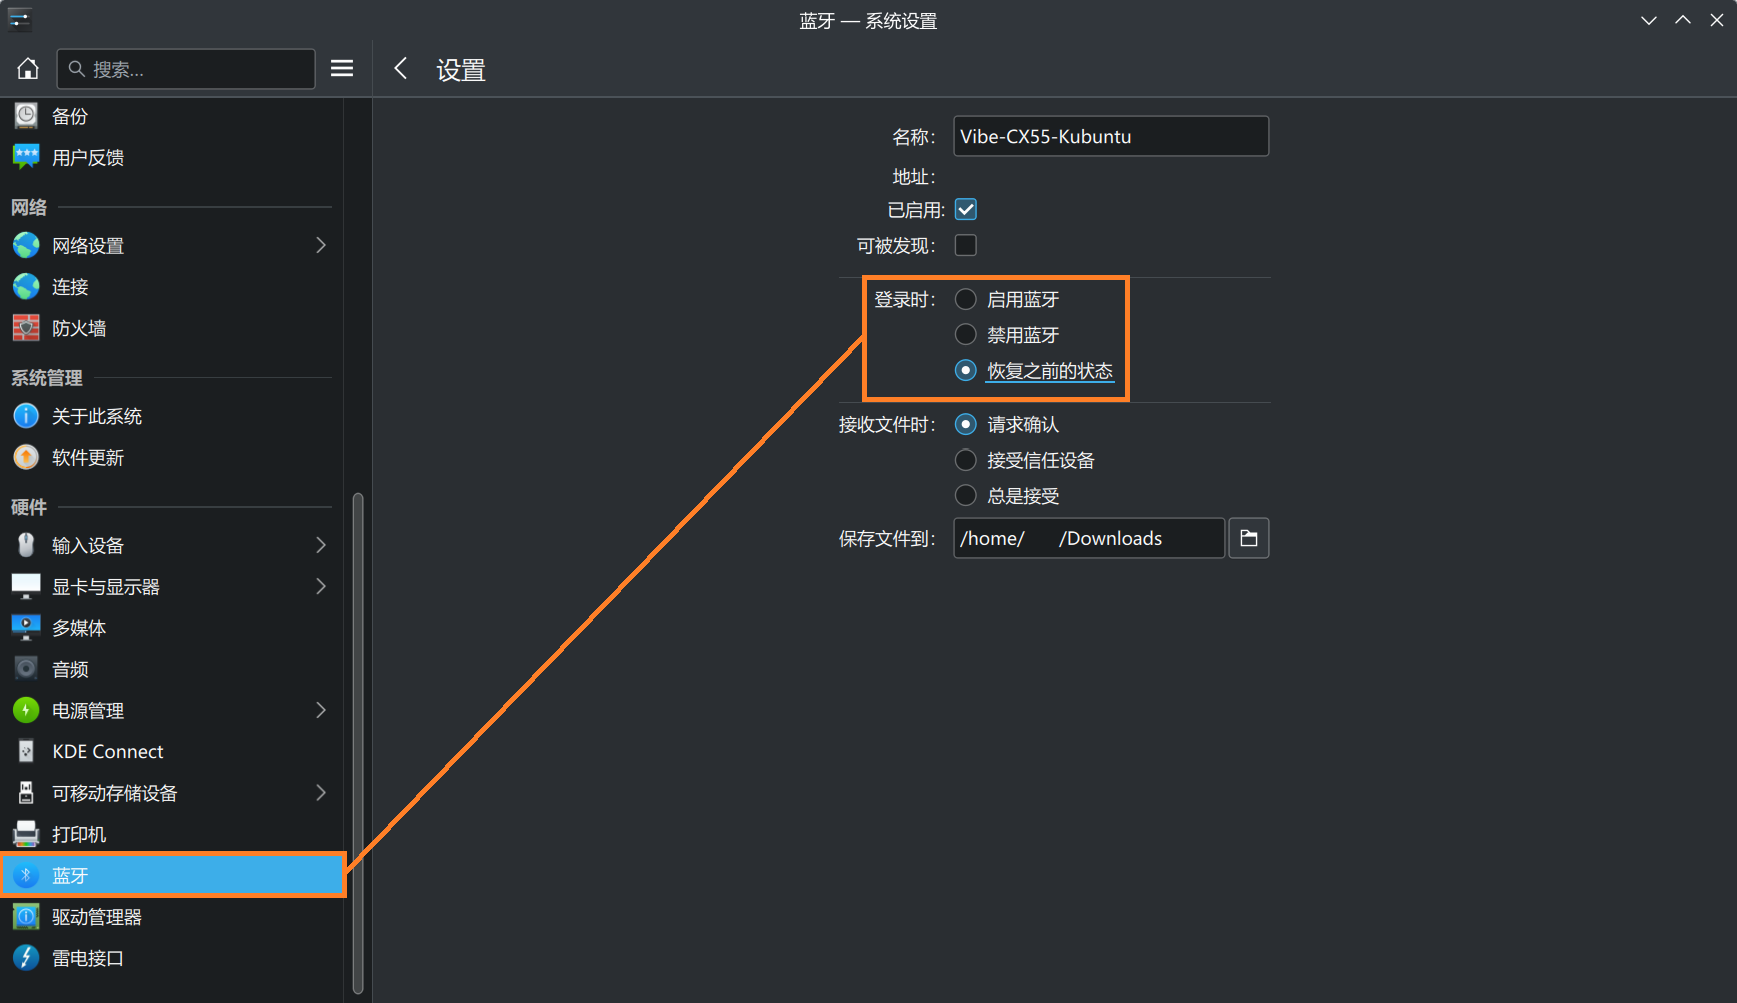 蓝牙 — 系统设置
搜索...
设置
备份
用户反馈
网络
网络设置
连接
防火墙
系统管理
关于此系统
软件更新
硬件
输入设备
显卡与显示器
多媒体
音频
电源管理
KDE Connect
可移动存储设备
打印机
蓝牙
驱动管理器
雷电接口
名称: Vibe-CX55-Kubuntu
地址:
已启用:
可被发现:
登录时: 启用蓝牙
禁用蓝牙
恢复之前的状态
接收文件时: 请求确认
接受信任设备
总是接受
保存文件到: /home/ /Downloads